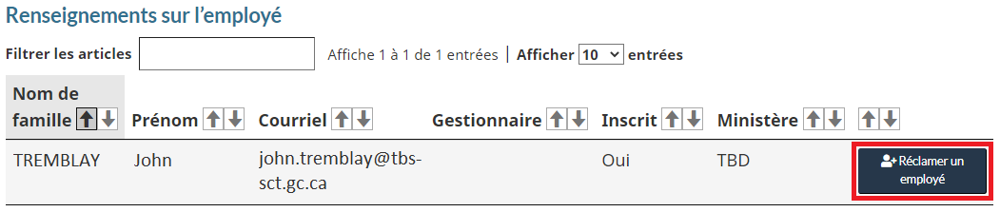 Renseignements sur l’employé
Filtrer les articles Affiche 1 à 1 de 1 entrées | Afficher 10 entrées
Nom de
famille Prénom Courriel Gestionnaire Inscrit Ministère
TREMBLAY John john.tremblay@tbs- Oui TBD Réclamer un
sct.gc.ca employé